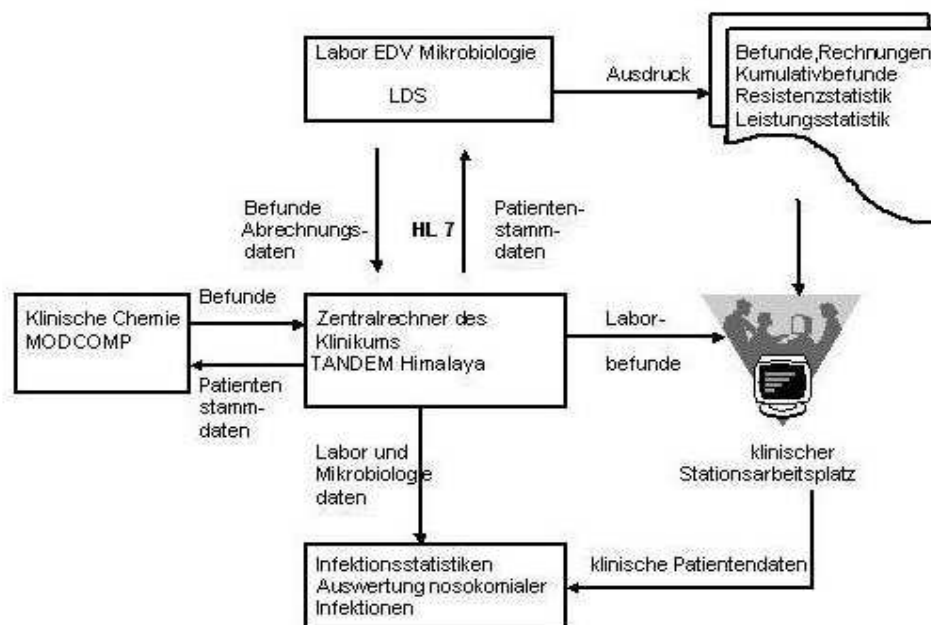 Labor EDV Mikrobiologie
LDS
Ausdruck
Befunde,Rechnungen
Kumulativbefunde
Resistenzstatistik
Leistungsstatistik
Befunde
Abrechnungs-
daten
HL 7
Patienten-
stamm-
daten
Klinische Chemie
MODCOMP
Befunde
Patienten
stamm-
daten
Zentralrechner des
Klinikums
TANDEM Himalaya
Labor-
befunde
klinischer
Stationsarbeitsplatz
Labor und
Mikrobiologie
daten
Infektionsstatistiken
Auswertung nosokomialer
Infektionen
klinische Patientendaten